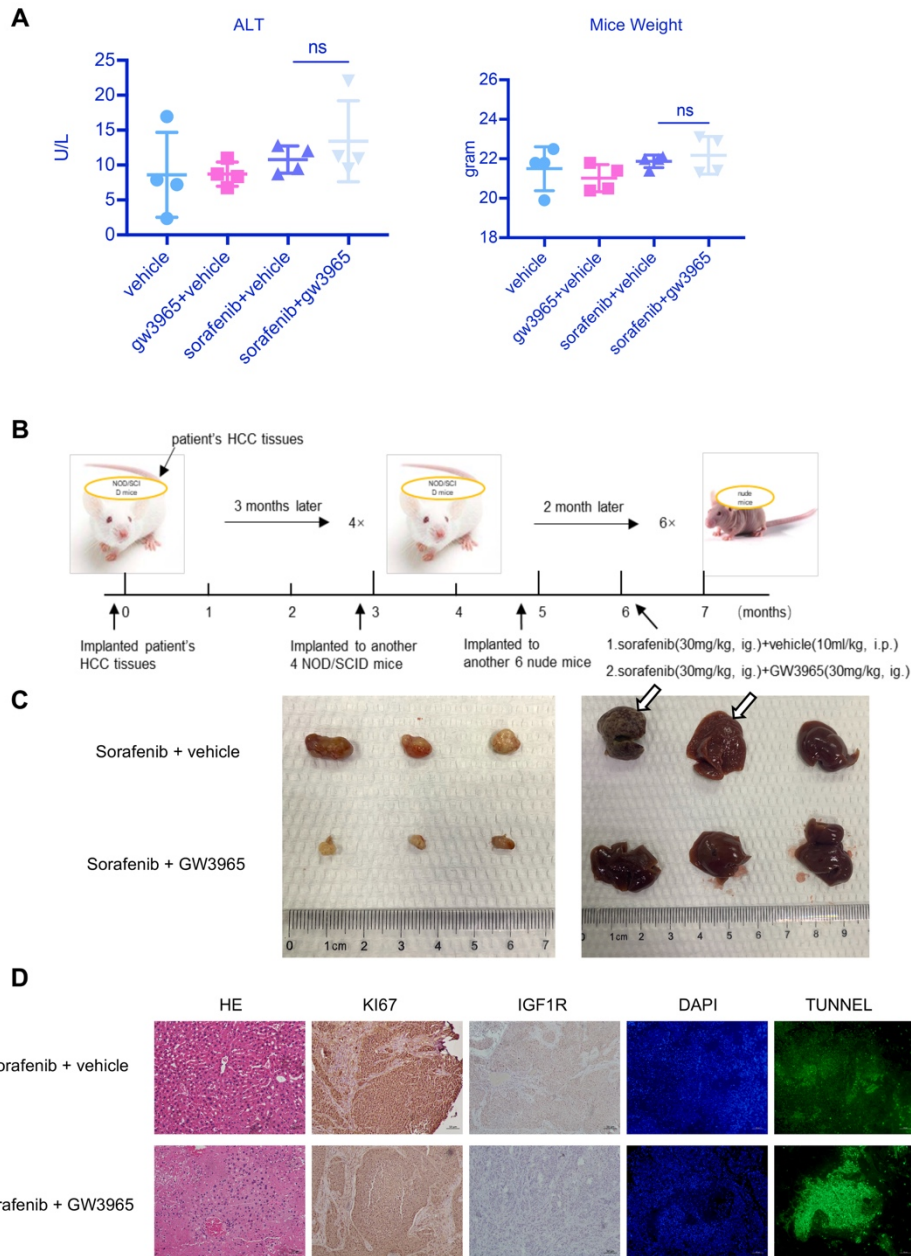 A
ALT
Mice Weight
ns
ns
U/L
25
20
15
10
5
0
vehicle
gw3965+vehicle
sorafenib+vehicle
sorafenib+gw3965
gram
26
24
22
20
18
vehicle
gw3965+vehicle
sorafenib+vehicle
sorafenib+gw3965
B
patient's HCC tissues
NOD/SCI
D mice
3 months later
4×
NOD/SCI
D mice
2 month later
6×
nude
mice
0 1 2 3 4 5 6 7 (months)
Implanted patient's
HCC tissues
Implanted to another
4 NOD/SCID mice
Implanted to
another 6 nude mice
1.sorafenib(30mg/kg, ig.)+vehicle(10ml/kg, i.p.)
2.sorafenib(30mg/kg, ig.)+GW3965(30mg/kg, ig.)
C
Sorafenib + vehicle
Sorafenib + GW3965
0 1cm 2 3 4 5 6 7
0 1cm 2 3 4 5 6 7 8 9
D
HE KI67 IGF1R DAPI TUNNEL
orafenib + vehicle
rafenib + GW3965